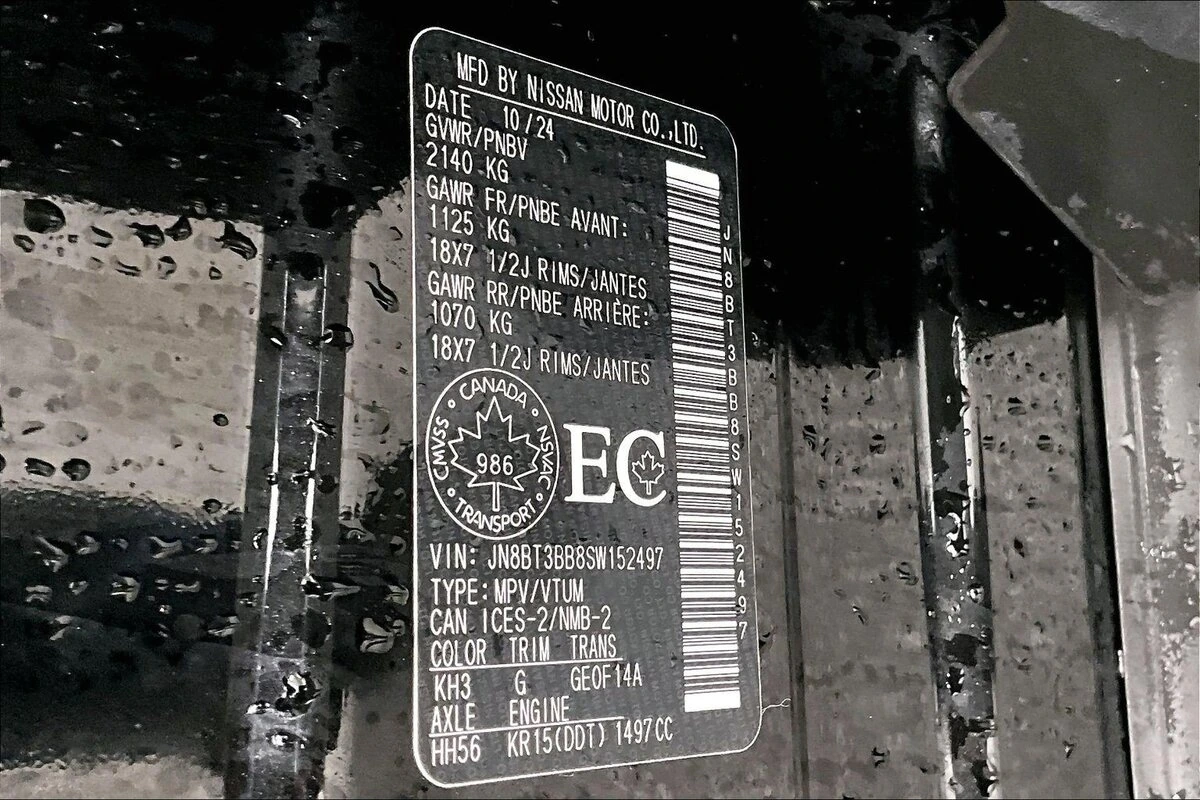 MFD BY NISSAN MOTOR CO.,LTD.
DATE 10/24
GVWR/PNBV
2140 KG
GAWR FR/PNBE AVANT:
1125 KG
18X7 1/2J RIMS/JANTES
GAWR RR/PNBE ARRIÈRE:
1070 KG
18X7 1/2J RIMS/JANTES
CANADA
CMVSS • NSVAC
986
TRANSPORT
EC
VIN: JN8BT3BB8SW152497
TYPE: MPV/VTUM
CAN ICES-2/NMB-2
COLOR TRIM TRANS
KH3 G GE0F14A
AXLE ENGINE
HH56 KR15(DDT) 1497CC
JN8BT3BB8SW152497